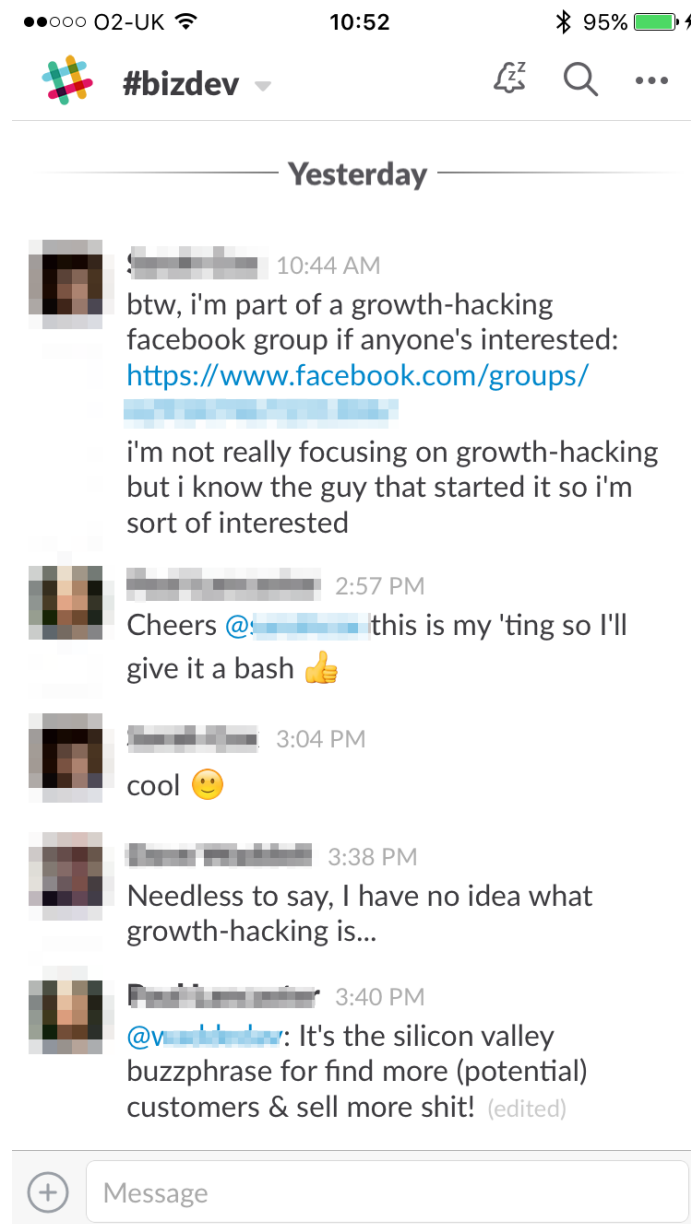 O2-UK 10:52 95%
#bizdev
Yesterday
10:44 AM
btw, i'm part of a growth-hacking
facebook group if anyone's interested:
https://www.facebook.com/groups/
i'm not really focusing on growth-hacking
but i know the guy that started it so i'm
sort of interested
2:57 PM
Cheers @ this is my 'ting so I'll
give it a bash 👍
3:04 PM
cool 🙂
3:38 PM
Needless to say, I have no idea what
growth-hacking is...
3:40 PM
: It's the silicon valley
buzzphrase for find more (potential)
customers & sell more shit! (edited)
Message